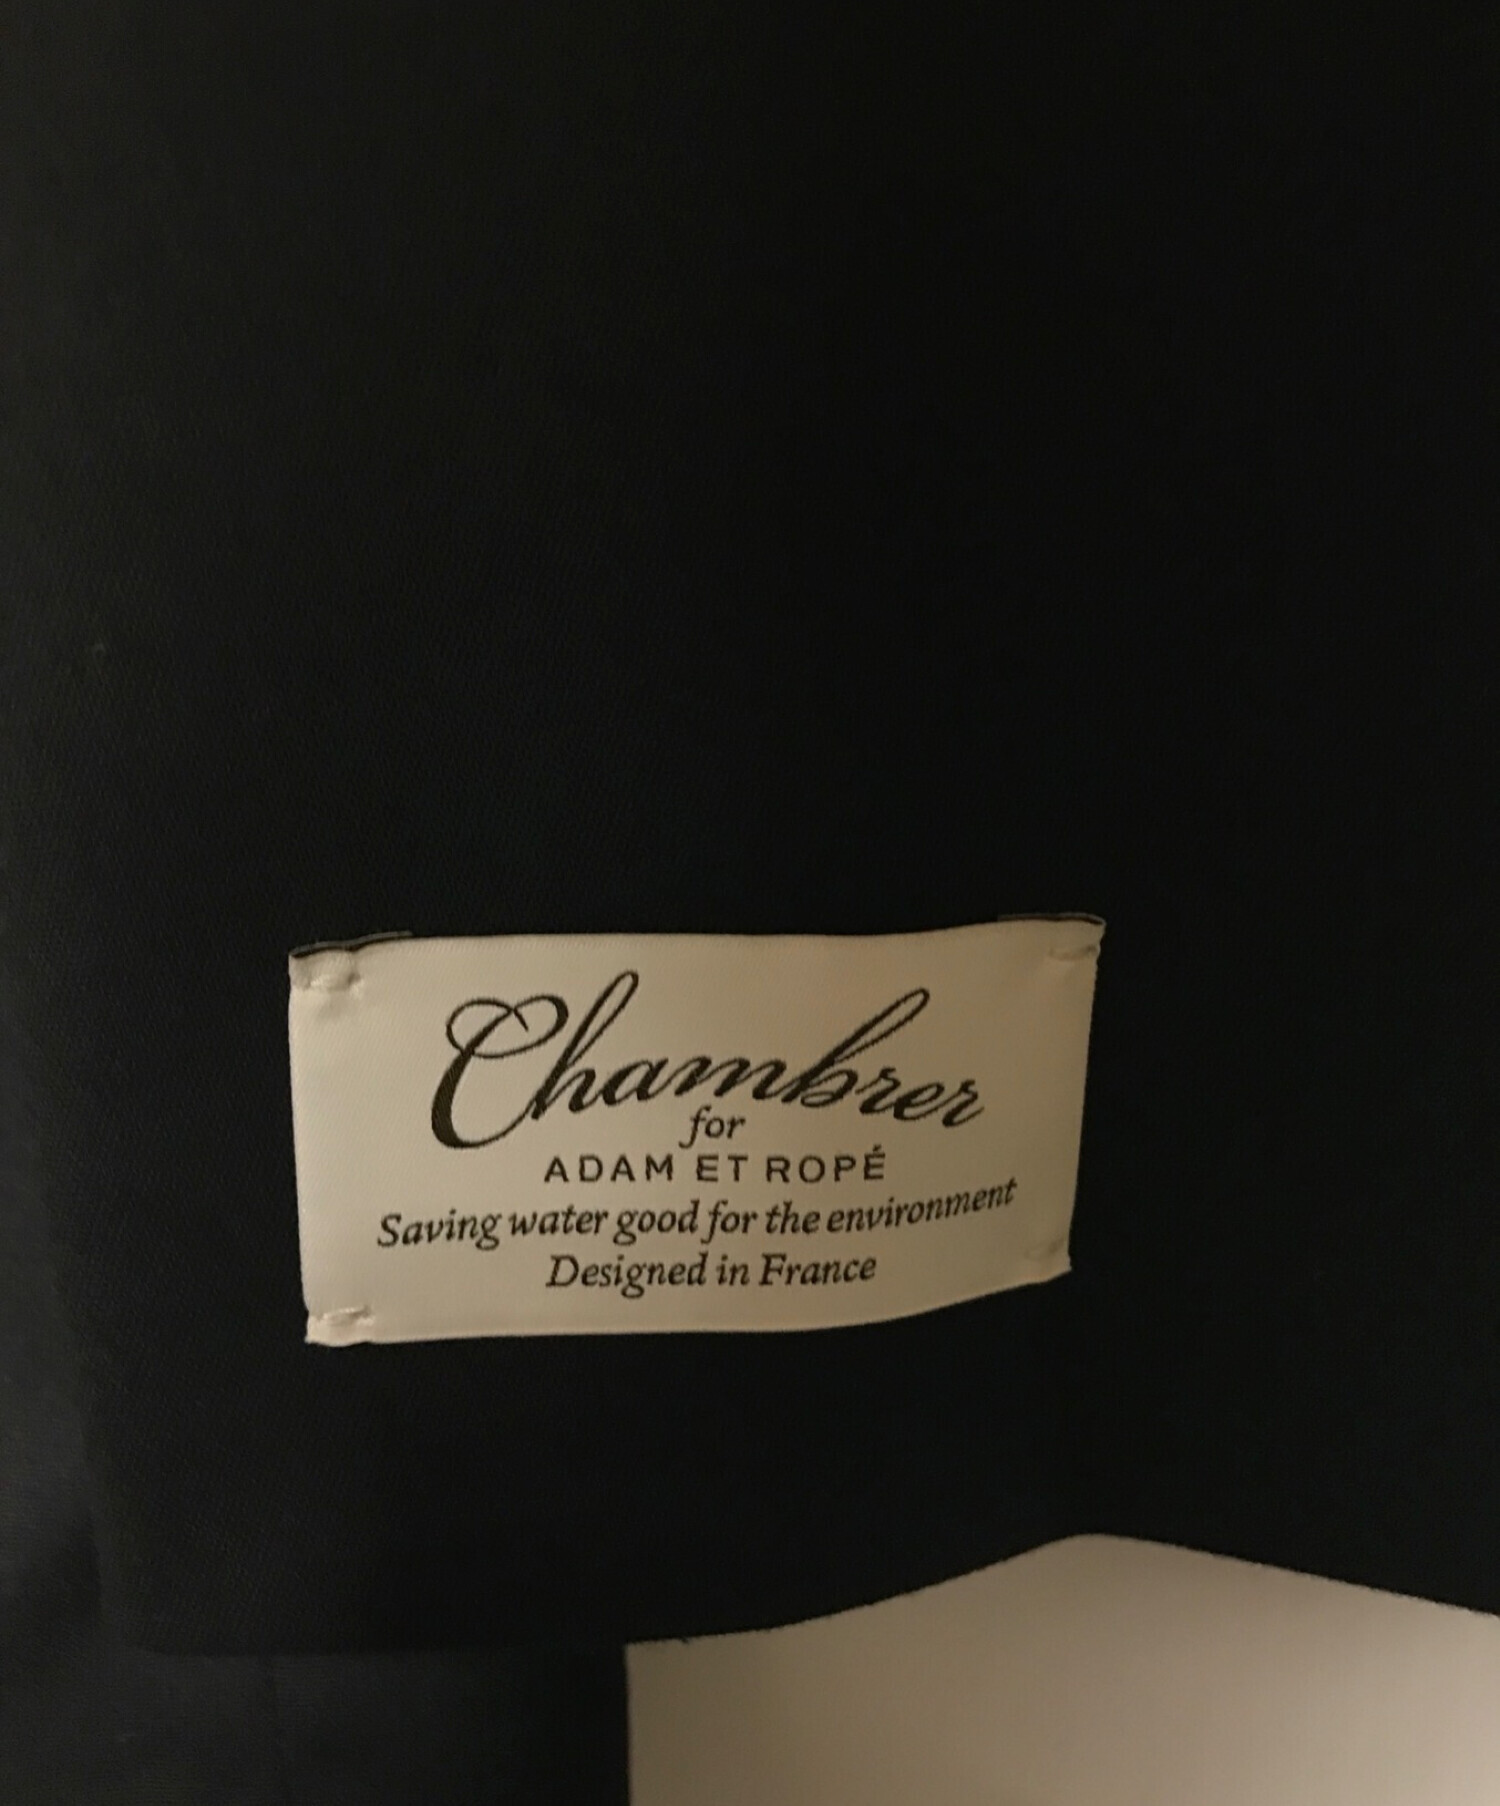 Chambrer
for
ADAM ET ROPÉ
Saving water good for the environment
Designed in France